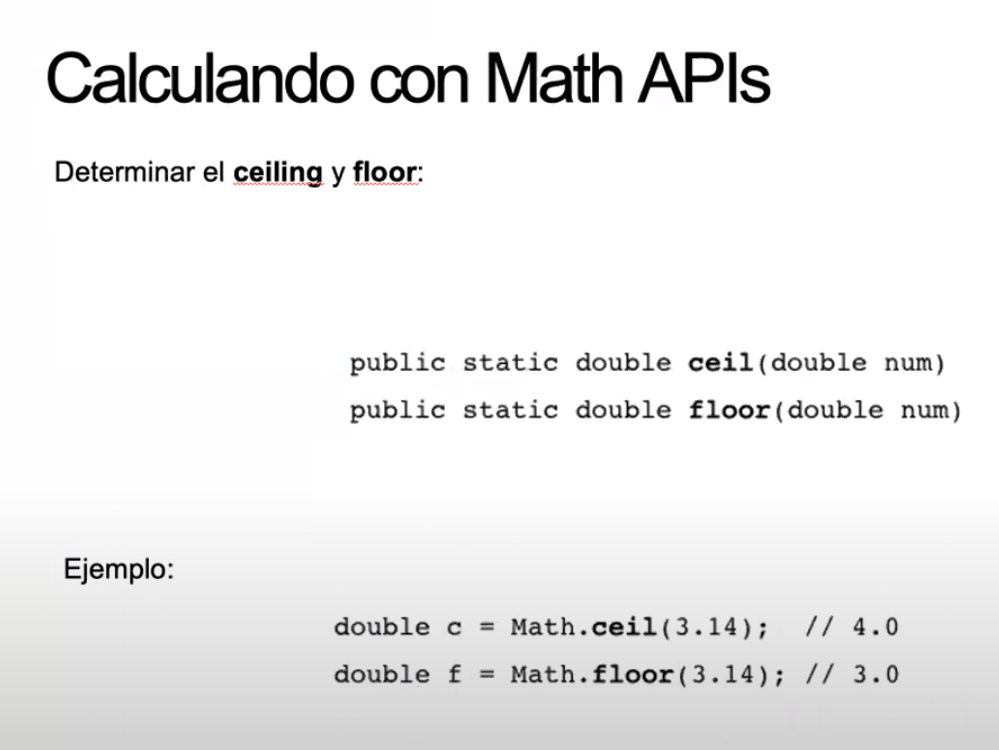 Calculando con Math APIs
Determinar el ceiling y floor:
public static double ceil(double num)
public static double floor(double num)
Ejemplo:
double c = Math.ceil(3.14);  // 4.0
double f = Math.floor(3.14); // 3.0